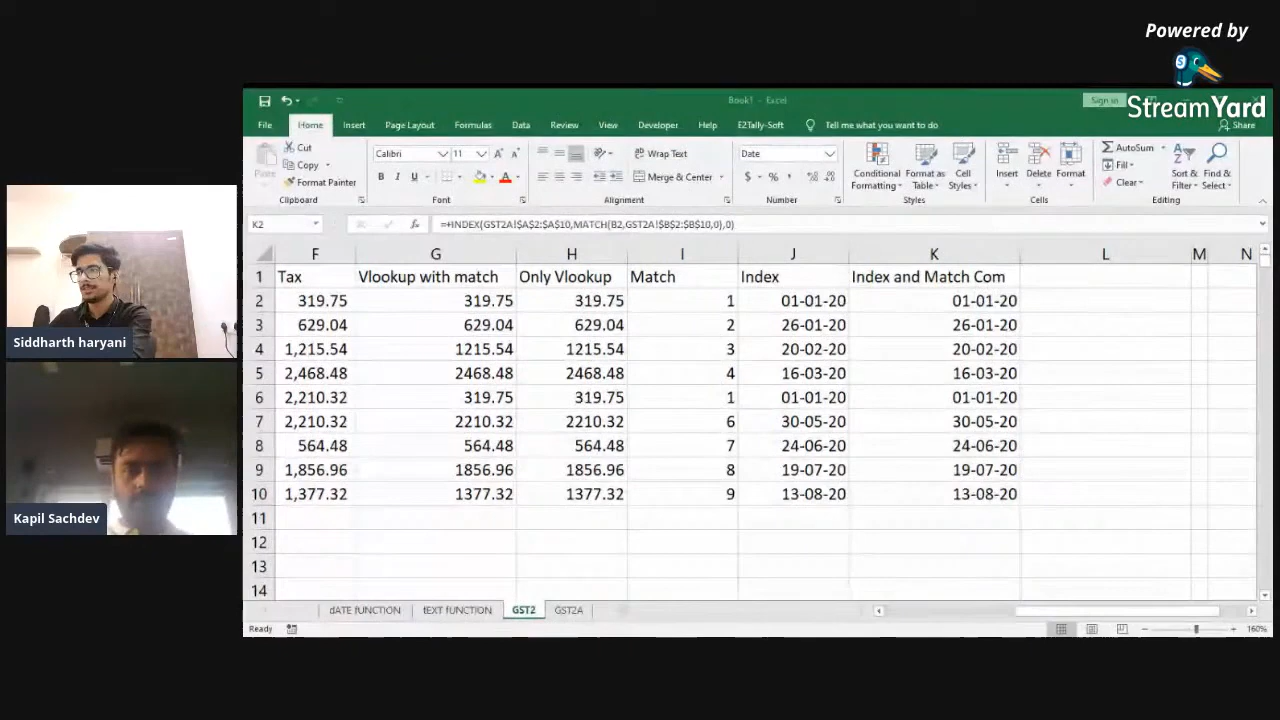 Powered by
StreamYard
Book1 - Excel
Sign in
File Home Insert Page Layout Formulas Data Review View Developer Help EZTally-Soft Tell me what you want to do Share
Paste
Cut
Copy
Format Painter
Clipboard
Calibri 11
B I U
Font
Wrap Text
Merge & Center
Alignment
Date
$ % ,
Number
Conditional Formatting
Format as Table
Cell Styles
Styles
Insert Delete Format
Cells
AutoSum
Fill
Clear
Sort & Filter
Find & Select
Editing
K2 fx =+INDEX(GST2A!$A$2:$A$10,MATCH(B2,GST2A!$B$2:$B$10,0),0)
F G H I J K L M N
1 Tax Vlookup with match Only Vlookup Match Index Index and Match Com
2 319.75 319.75 319.75 1 01-01-20 01-01-20
3 629.04 629.04 629.04 2 26-01-20 26-01-20
4 1,215.54 1215.54 1215.54 3 20-02-20 20-02-20
5 2,468.48 2468.48 2468.48 4 16-03-20 16-03-20
6 2,210.32 319.75 319.75 1 01-01-20 01-01-20
7 2,210.32 2210.32 2210.32 6 30-05-20 30-05-20
8 564.48 564.48 564.48 7 24-06-20 24-06-20
9 1,856.96 1856.96 1856.96 8 19-07-20 19-07-20
10 1,377.32 1377.32 1377.32 9 13-08-20 13-08-20
11
12
13
14
dATE FUNCTION tEXT FUNCTION GST2 GST2A
Ready 160%
Siddharth haryani
Kapil Sachdev